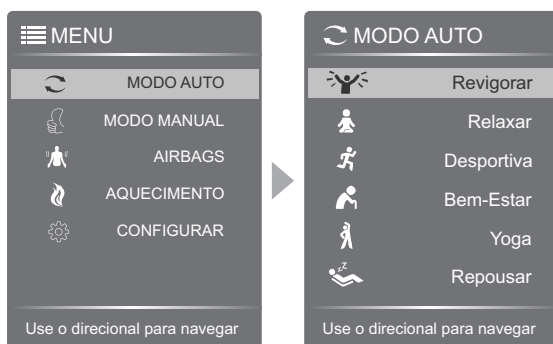 MENU
MODO AUTO
MODO MANUAL
AIRBAGS
AQUECIMENTO
CONFIGURAR
Use o direcional para navegar
MODO AUTO
Revigorar
Relaxar
Desportiva
Bem-Estar
Yoga
Repousar
Use o direcional para navegar